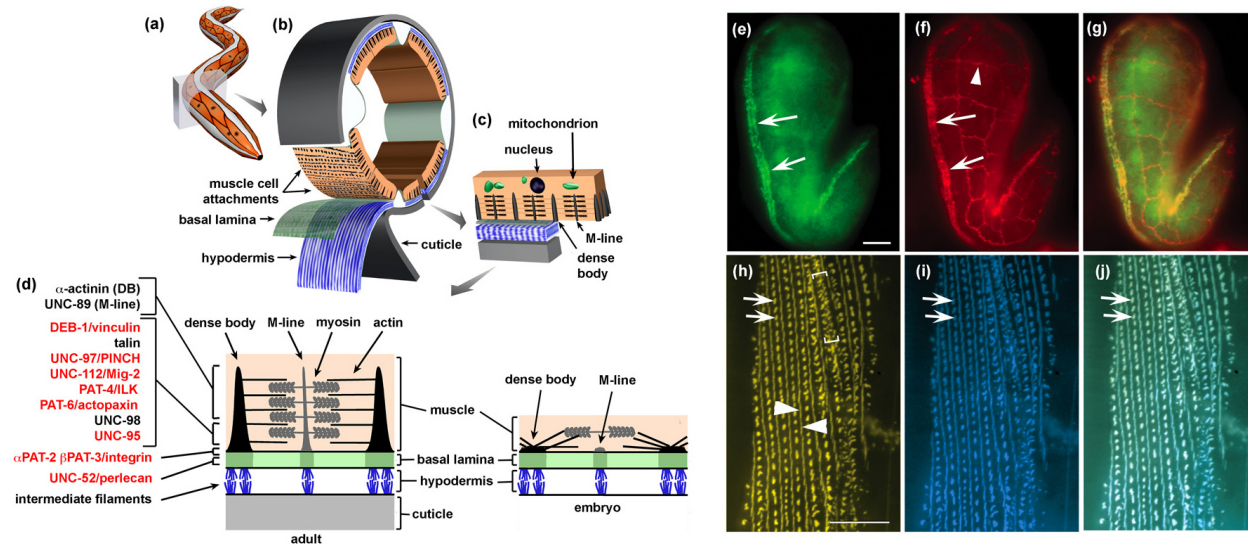 (a)
(b)
muscle cell
attachments
basal lamina
hypodermis
cuticle
(c)
mitochondrion
nucleus
M-line
dense
body
(d)
α-actinin (DB)
UNC-89 (M-line)
DEB-1/vinculin
talin
UNC-97/PINCH
UNC-112/Mig-2
PAT-4/ILK
PAT-6/actopaxin
UNC-98
UNC-95
αPAT-2 βPAT-3/integrin
UNC-52/perlecan
intermediate filaments
dense body
M-line
myosin
actin
muscle
basal lamina
hypodermis
cuticle
adult
dense body
M-line
embryo
(e)
(f)
(g)
(h)
(i)
(j)